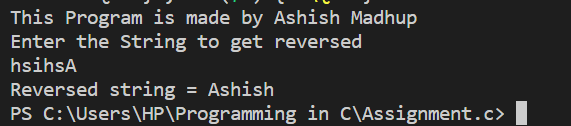 This Program is made by Ashish Madhup
Enter the String to get reversed
hsihsA
Reversed string = Ashish
PS C:\Users\HP\Programming in C\Assignment.c>